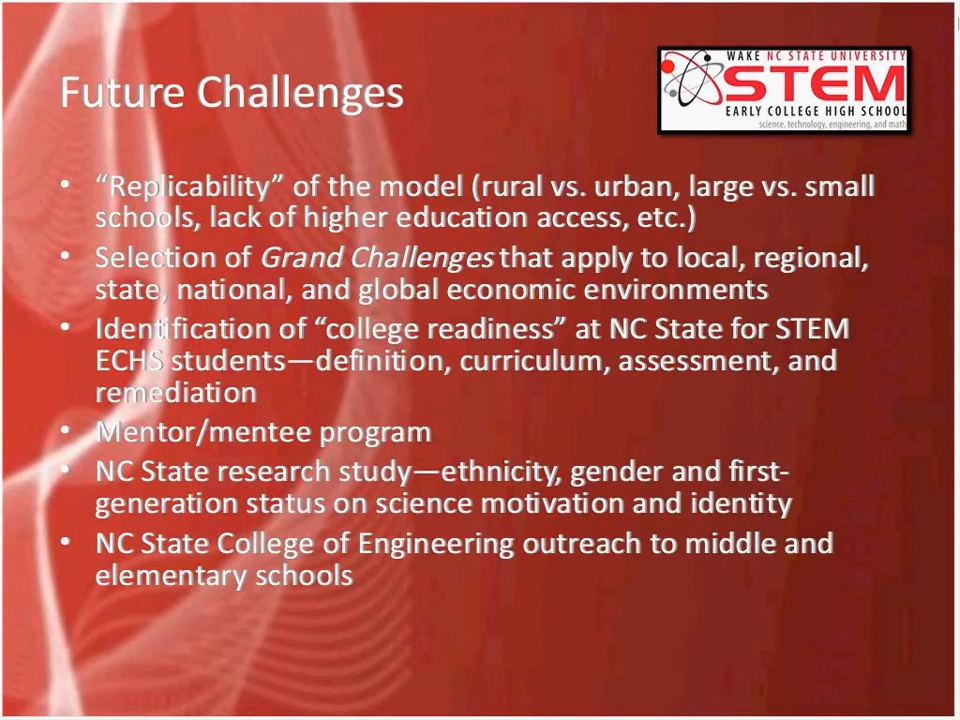 Future Challenges
WAKE NC STATE UNIVERSITY
STEM
EARLY COLLEGE HIGH SCHOOL
science, technology, engineering, and math
• “Replicability” of the model (rural vs. urban, large vs. small
schools, lack of higher education access, etc.)
• Selection of Grand Challenges that apply to local, regional,
state, national, and global economic environments
• Identification of “college readiness” at NC State for STEM
ECHS students—definition, curriculum, assessment, and
remediation
• Mentor/mentee program
• NC State research study—ethnicity, gender and first-
generation status on science motivation and identity
• NC State College of Engineering outreach to middle and
elementary schools